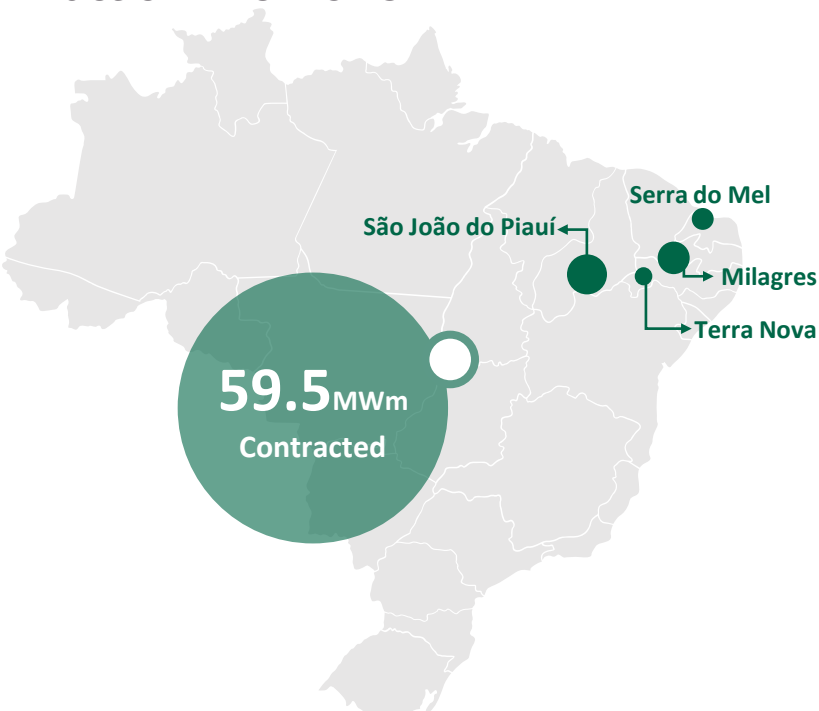 Serra do Mel
São João do Piauí
Milagres
Terra Nova
59.5MWm
Contracted